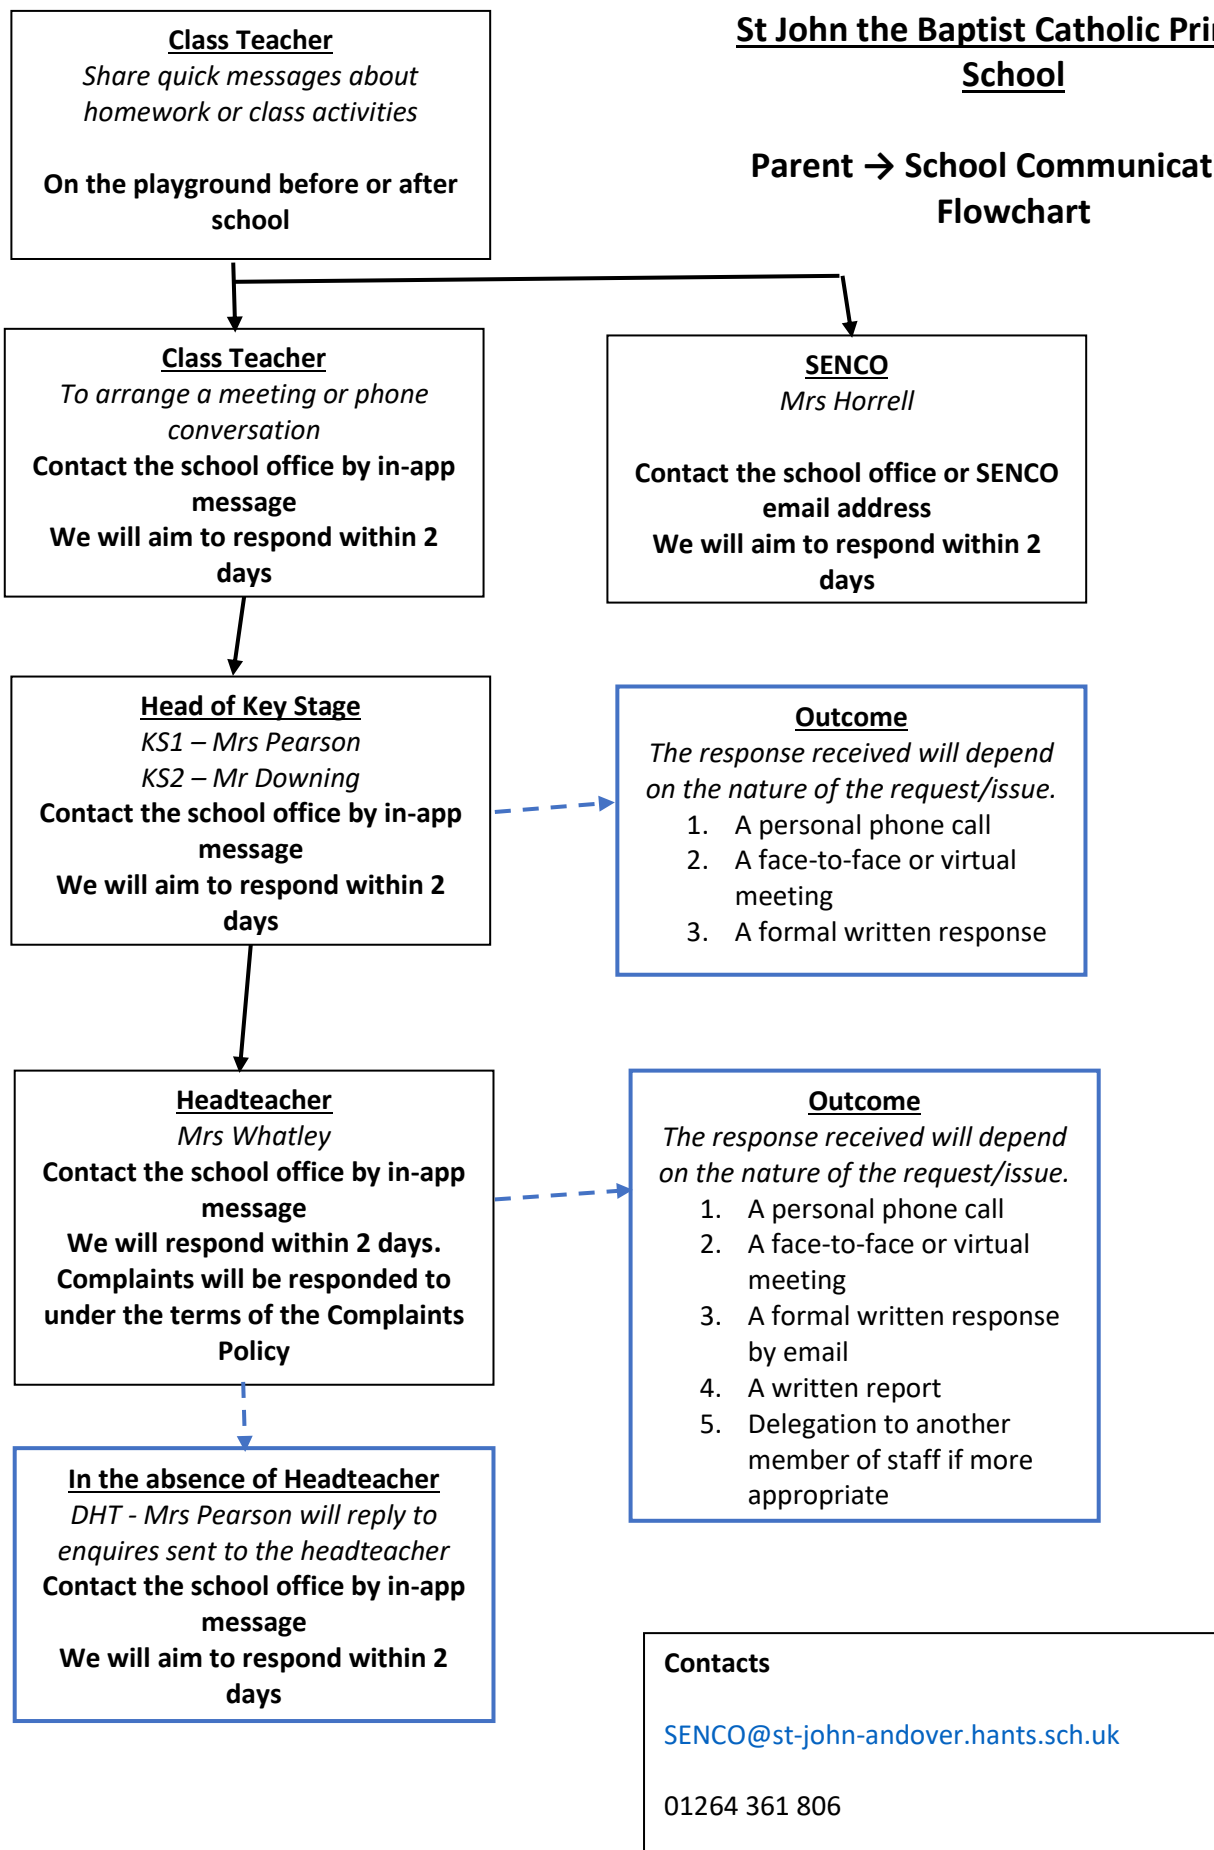 Class Teacher
Share quick messages about
homework or class activities
On the playground before or after
school
St John the Baptist Catholic Pri
School
Parent → School Communicat
Flowchart
Class Teacher
To arrange a meeting or phone
conversation
Contact the school office by in-app
message
We will aim to respond within 2
days
SENCO
Mrs Horrell
Contact the school office or SENCO
email address
We will aim to respond within 2
days
Head of Key Stage
KS1 – Mrs Pearson
KS2 – Mr Downing
Contact the school office by in-app
message
We will aim to respond within 2
days
Outcome
The response received will depend
on the nature of the request/issue.
1. A personal phone call
2. A face-to-face or virtual
meeting
3. A formal written response
Headteacher
Mrs Whatley
Contact the school office by in-app
message
We will respond within 2 days.
Complaints will be responded to
under the terms of the Complaints
Policy
Outcome
The response received will depend
on the nature of the request/issue.
1. A personal phone call
2. A face-to-face or virtual
meeting
3. A formal written response
by email
4. A written report
5. Delegation to another
member of staff if more
appropriate
In the absence of Headteacher
DHT - Mrs Pearson will reply to
enquires sent to the headteacher
Contact the school office by in-app
message
We will aim to respond within 2
days
Contacts
SENCO@st-john-andover.hants.sch.uk
01264 361 806